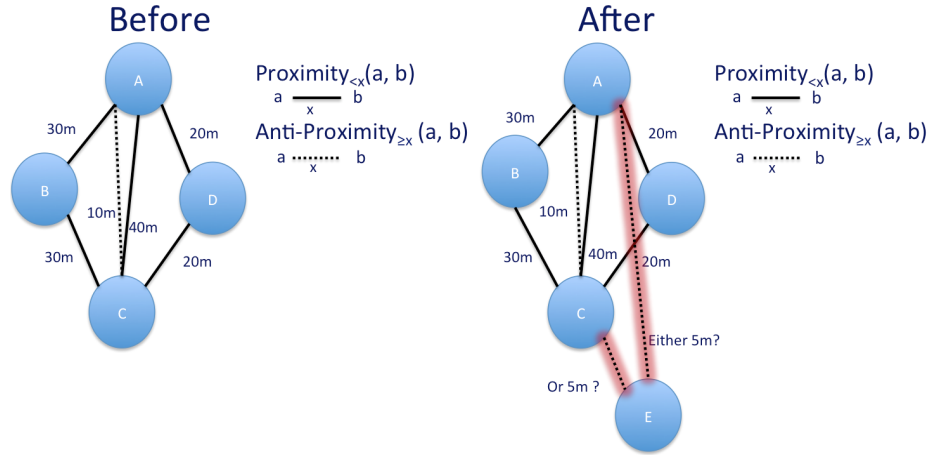 Before
A
B
C
D
30m
20m
10m
40m
30m
20m
Proximity<x(a, b)
a b
x
Anti-Proximity≥x (a, b)
a b
x
After
A
B
C
D
E
30m
20m
10m
40m
30m
20m
Either 5m?
Or 5m ?
Proximity<x(a, b)
a b
x
Anti-Proximity≥x (a, b)
a b
x